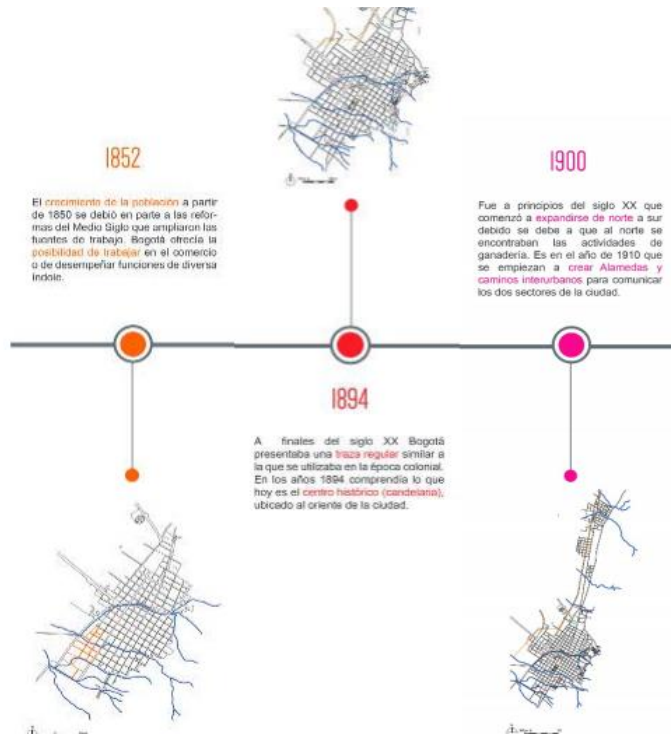 1852
El crecimiento de la población a partir
de 1850 se debió en parte a las refor-
mas del Medio Siglo que ampliaron las
fuentes de trabajo. Bogotá ofrecía la
posibilidad de trabajar en el comercio
o de desempeñar funciones de diversa
índole.
1894
A finales del siglo XX Bogotá
presentaba una traza regular similar a
la que se utilizaba en la época colonial.
En los años 1894 comprendía lo que
hoy es el centro histórico (candelaria),
ubicado al oriente de la ciudad.
1900
Fue a principios del siglo XX que
comenzó a expandirse de norte a sur
debido se debe a que al norte se
encontraban las actividades de
ganadería. Es en el año de 1910 que
se empiezan a crear Alamedas y
caminos interurbanos para comunicar
los dos sectores de la ciudad.